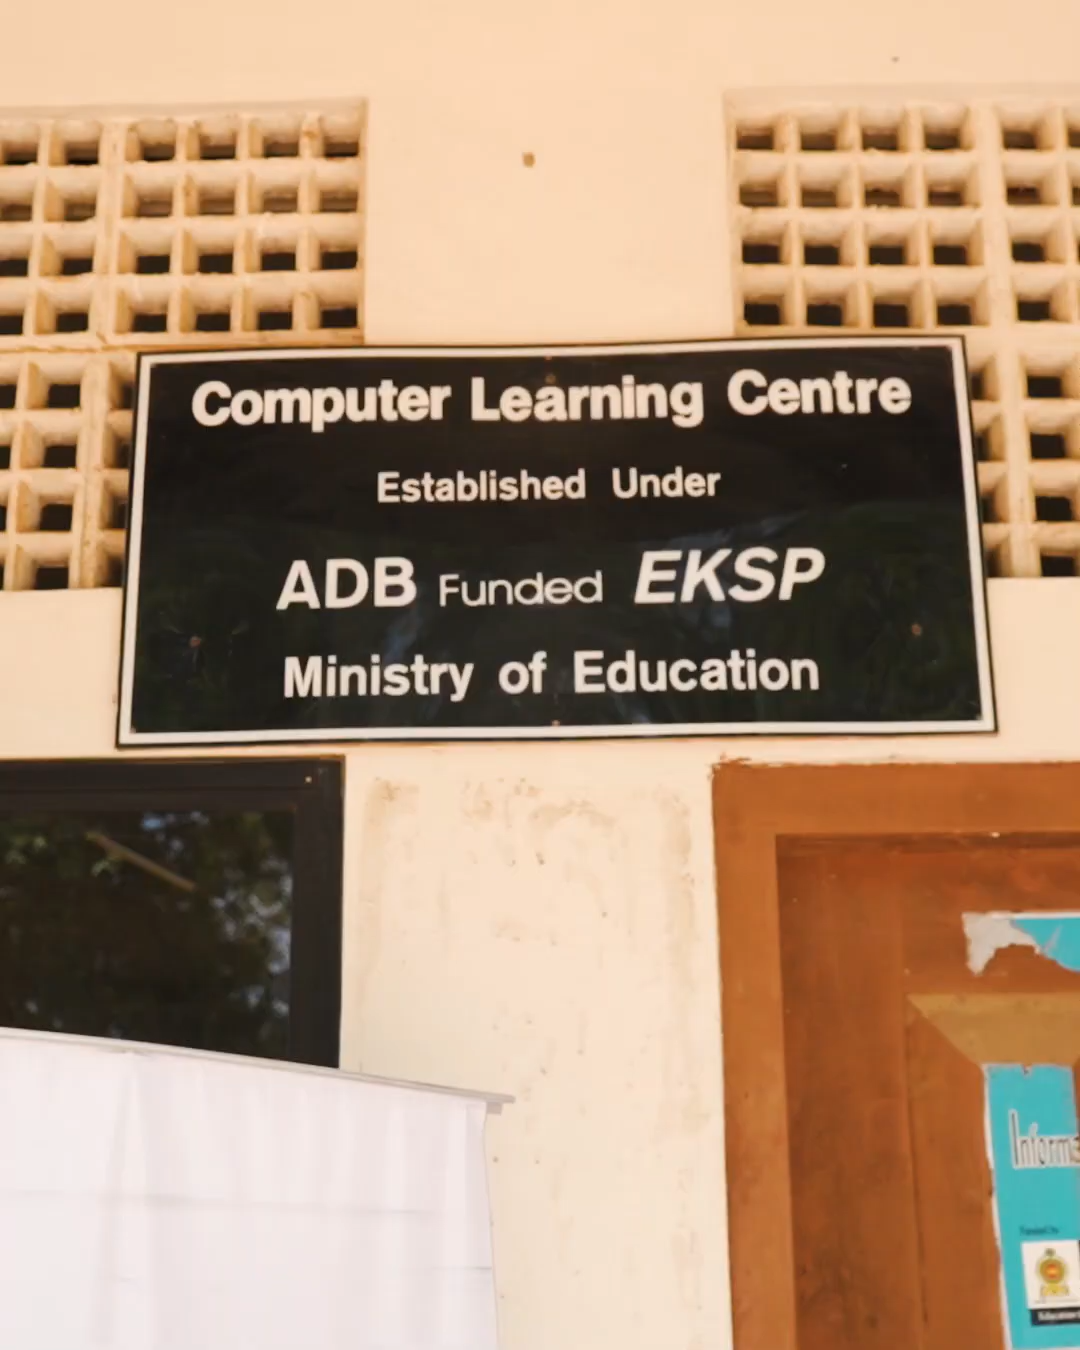 Computer Learning Centre
Established Under
ADB Funded EKSP
Ministry of Education